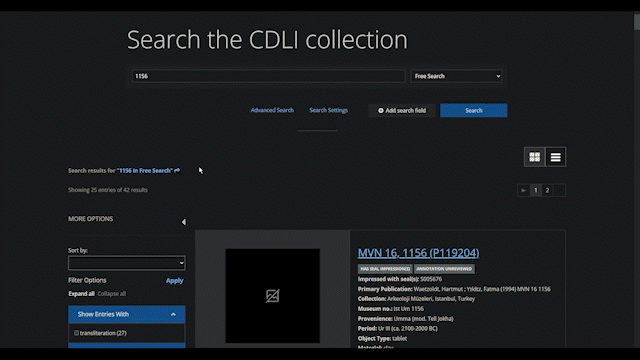 Search the CDLI collection
1156
Free Search
Advanced Search
Search Settings
Add search field
Search
Search results for "1156 in Free Search"
Showing 25 entries of 42 results
1
2
MORE OPTIONS
Sort by:
Filter Options
Apply
Expand all
Collapse all
Show Entries With
transliteration (27)
MVN 16, 1156 (P119204)
HAS SEAL IMPRESSION(S)
ANNOTATION UNREVIEWED
Impressed with seal(s): S005676
Primary Publication: Waetzoldt, Hartmut ; Yıldız, Fatma (1994) MVN 16 1156
Collection: Arkeoloji Müzeleri, Istanbul, Turkey
Museum no.: Ist Um 1156
Provenience: Umma (mod. Tell Jokha)
Period: Ur III (ca. 2100-2000 BC)
Object Type: tablet
Material: clay